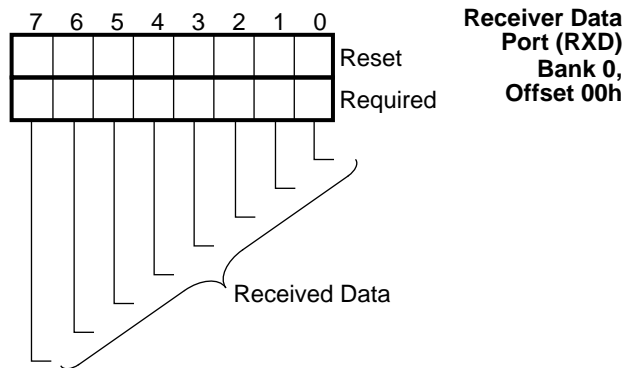 7 6 5 4 3 2 1 0
Reset
Required
Receiver Data
Port (RXD)
Bank 0,
Offset 00h
Received Data